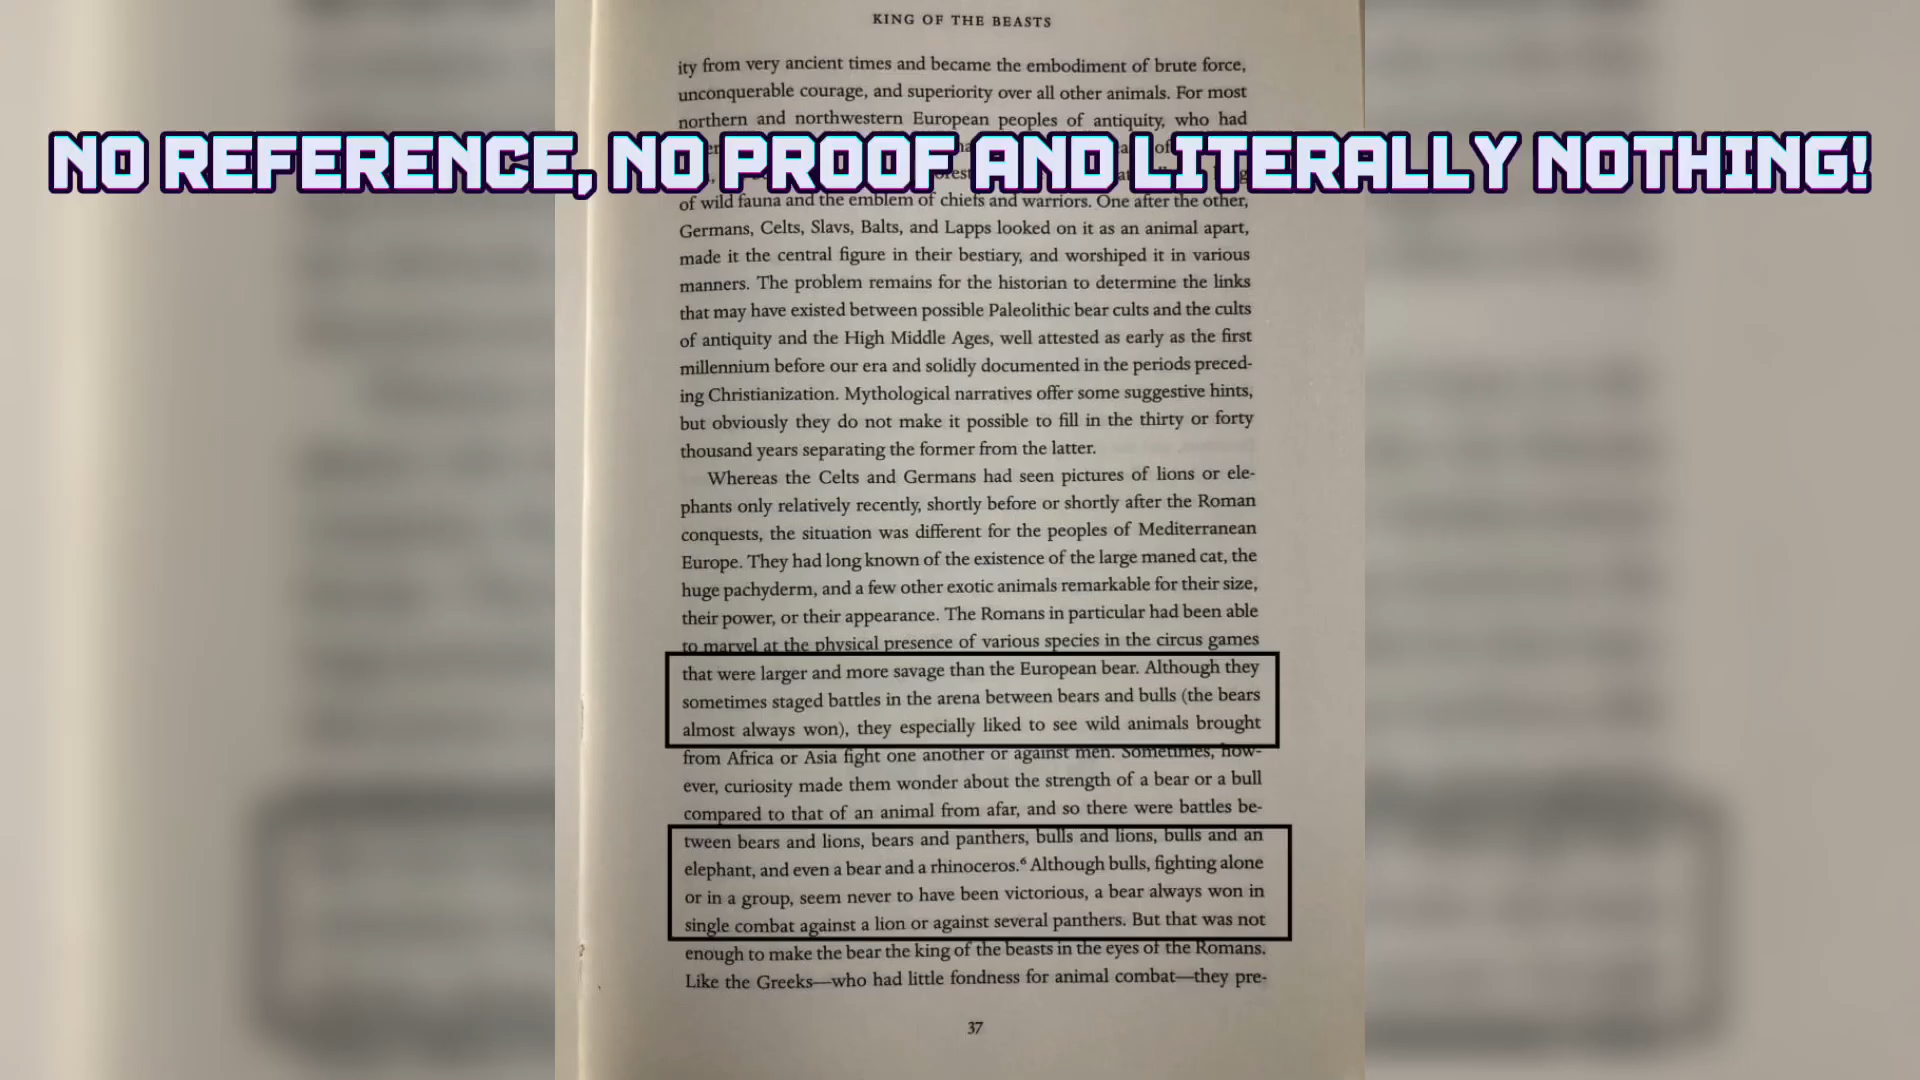 KING OF THE BEASTS
ity from very ancient times and became the embodiment of brute force,
unconquerable courage, and superiority over all other animals. For most
northern and northwestern European peoples of antiquity, who had
NO REFERENCE, NO PROOF AND LITERALLY NOTHING!
of wild fauna and the emblem of chiefs and warriors. One after the other,
Germans, Celts, Slavs, Balts, and Lapps looked on it as an animal apart,
made it the central figure in their bestiary, and worshiped it in various
manners. The problem remains for the historian to determine the links
that may have existed between possible Paleolithic bear cults and the cults
of antiquity and the High Middle Ages, well attested as early as the first
millennium before our era and solidly documented in the periods preced-
ing Christianization. Mythological narratives offer some suggestive hints,
but obviously they do not make it possible to fill in the thirty or forty
thousand years separating the former from the latter.
Whereas the Celts and Germans had seen pictures of lions or ele-
phants only relatively recently, shortly before or shortly after the Roman
conquests, the situation was different for the peoples of Mediterranean
Europe. They had long known of the existence of the large maned cat, the
huge pachyderm, and a few other exotic animals remarkable for their size,
their power, or their appearance. The Romans in particular had been able
to marvel at the physical presence of various species in the circus games
that were larger and more savage than the European bear. Although they
sometimes staged battles in the arena between bears and bulls (the bears
almost always won), they especially liked to see wild animals brought
from Africa or Asia fight one another or against men. Sometimes, how-
ever, curiosity made them wonder about the strength of a bear or a bull
compared to that of an animal from afar, and so there were battles be-
tween bears and lions, bears and panthers, bulls and lions, bulls and an
elephant, and even a bear and a rhinoceros.⁶ Although bulls, fighting alone
or in a group, seem never to have been victorious, a bear always won in
single combat against a lion or against several panthers. But that was not
enough to make the bear the king of the beasts in the eyes of the Romans.
Like the Greeks—who had little fondness for animal combat—they pre-
37